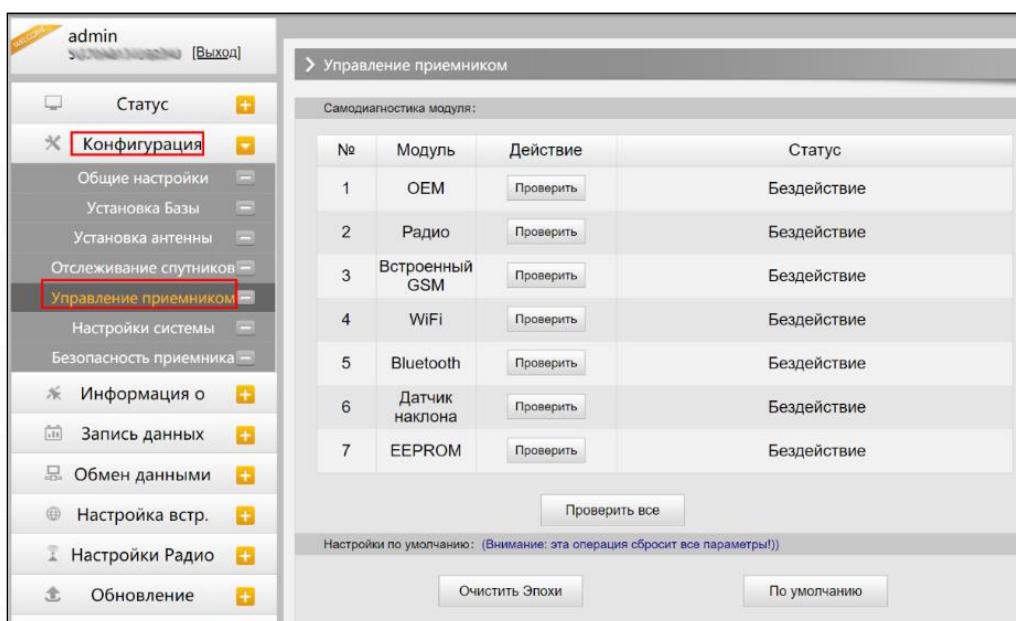 WELCOME
admin
[Выход]
Статус
Конфигурация
Общие настройки
Установка Базы
Установка антенны
Отслеживание спутников
Управление приемником
Настройки системы
Безопасность приемника
Информация о
Запись данных
Обмен данными
Настройка встр.
Настройки Радио
Обновление
Управление приемником
Самодиагностика модуля:
№ Модуль Действие Статус
1 OEM Проверить Бездействие
2 Радио Проверить Бездействие
3 Встроенный GSM Проверить Бездействие
4 WiFi Проверить Бездействие
5 Bluetooth Проверить Бездействие
6 Датчик наклона Проверить Бездействие
7 EEPROM Проверить Бездействие
Проверить все
Настройки по умолчанию: (Внимание: эта операция сбросит все параметры!))
Очистить Эпохи По умолчанию